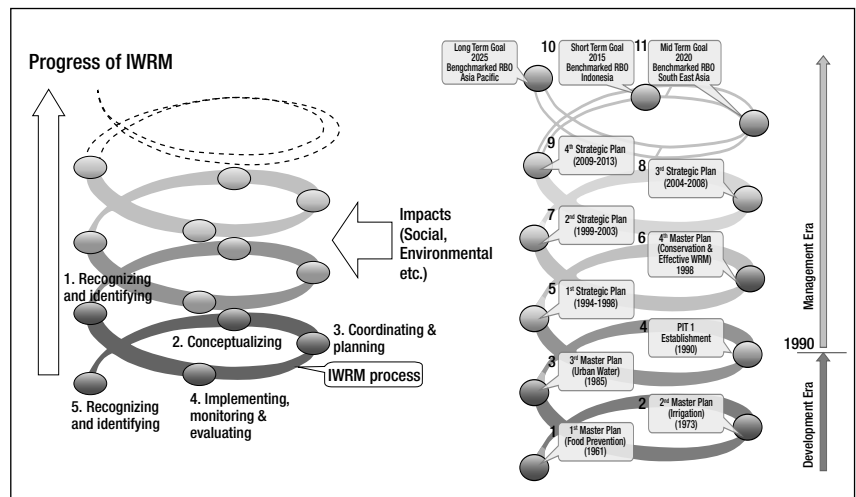 Progress of IWRM
1. Recognizing
and identifying
2. Conceptualizing
3. Coordinating &
planning
IWRM process
4. Implementing,
monitoring &
evaluating
5. Recognizing
and identifying
Impacts
(Social,
Environmental
etc.)
10
Long Term Goal
2025
Bengchmarked RBO
Asia Pacific
Short Term Goal
2015
Benchmarked RBO
Indonesia
11
Mid Term Goal
2020
Benchmarked RBO
South East Asia
9
4th Strategic Plan
(2009-2013)
8
3rd Strategic Plan
(2004-2008)
7
2nd Strategic Plan
(1999-2003)
6
4th Master Plan
(Conservation &
Effective WRM)
1998
5
1st Strategic Plan
(1994-1998)
4
PIT 1
Establishment
(1990)
3
3rd Master Plan
(Urban Water)
(1985)
2
2nd Master Plan
(Irrigation)
(1973)
1
1st Master Plan
(Food Prevention)
(1961)
Management Era
1990
Development Era